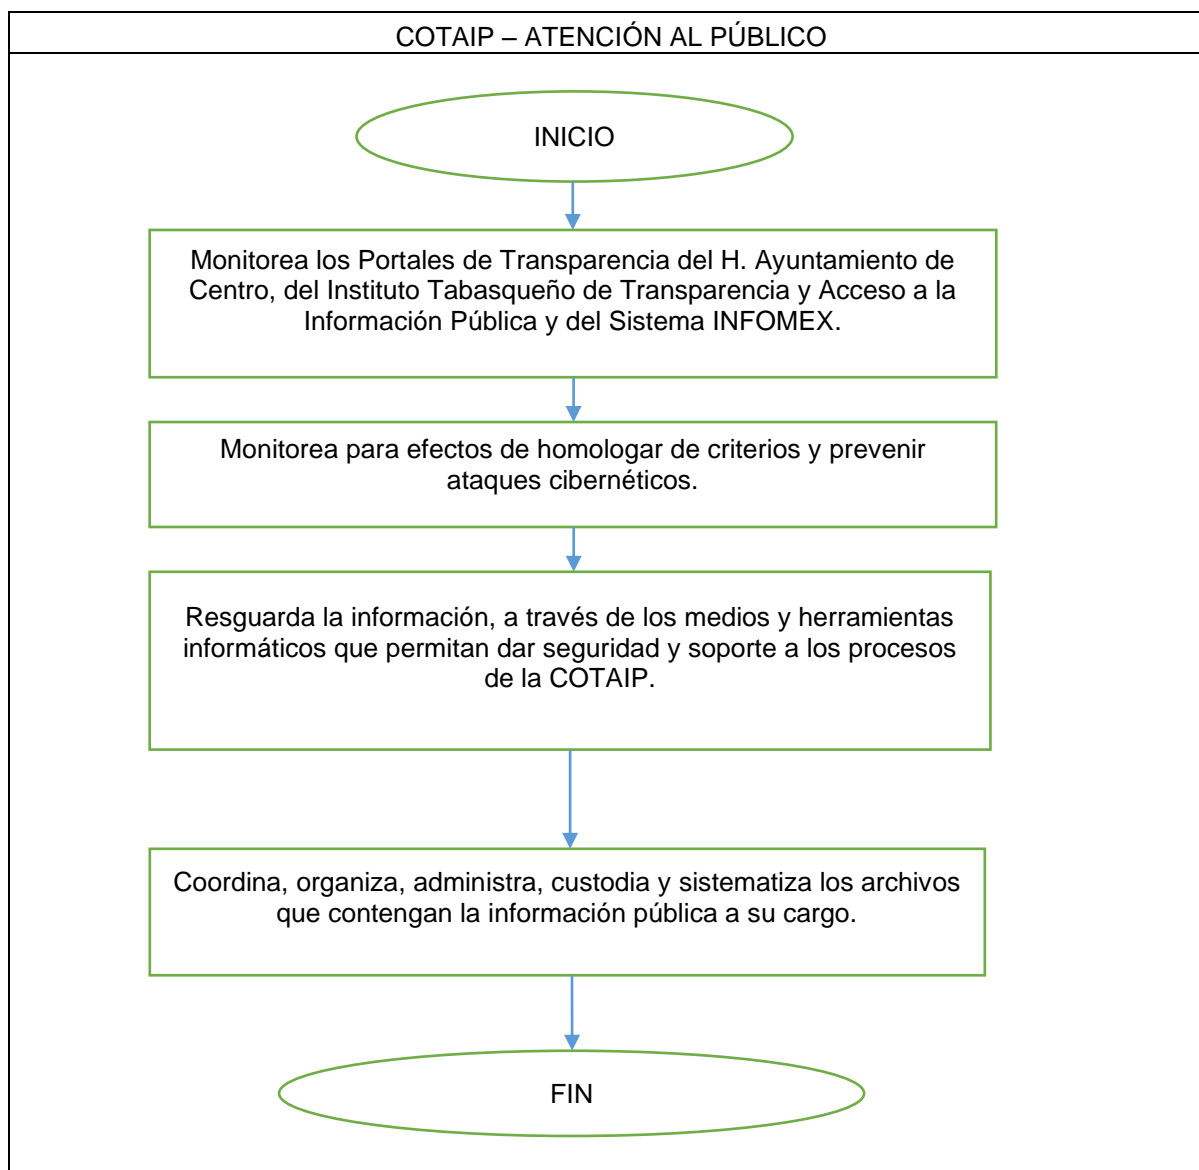 COTAIP – ATENCIÓN AL PÚBLICO
INICIO
Monitorea los Portales de Transparencia del H. Ayuntamiento de
Centro, del Instituto Tabasqueño de Transparencia y Acceso a la
Información Pública y del Sistema INFOMEX.
Monitorea para efectos de homologar de criterios y prevenir
ataques cibernéticos.
Resguarda la información, a través de los medios y herramientas
informáticos que permitan dar seguridad y soporte a los procesos
de la COTAIP.
Coordina, organiza, administra, custodia y sistematiza los archivos
que contengan la información pública a su cargo.
FIN